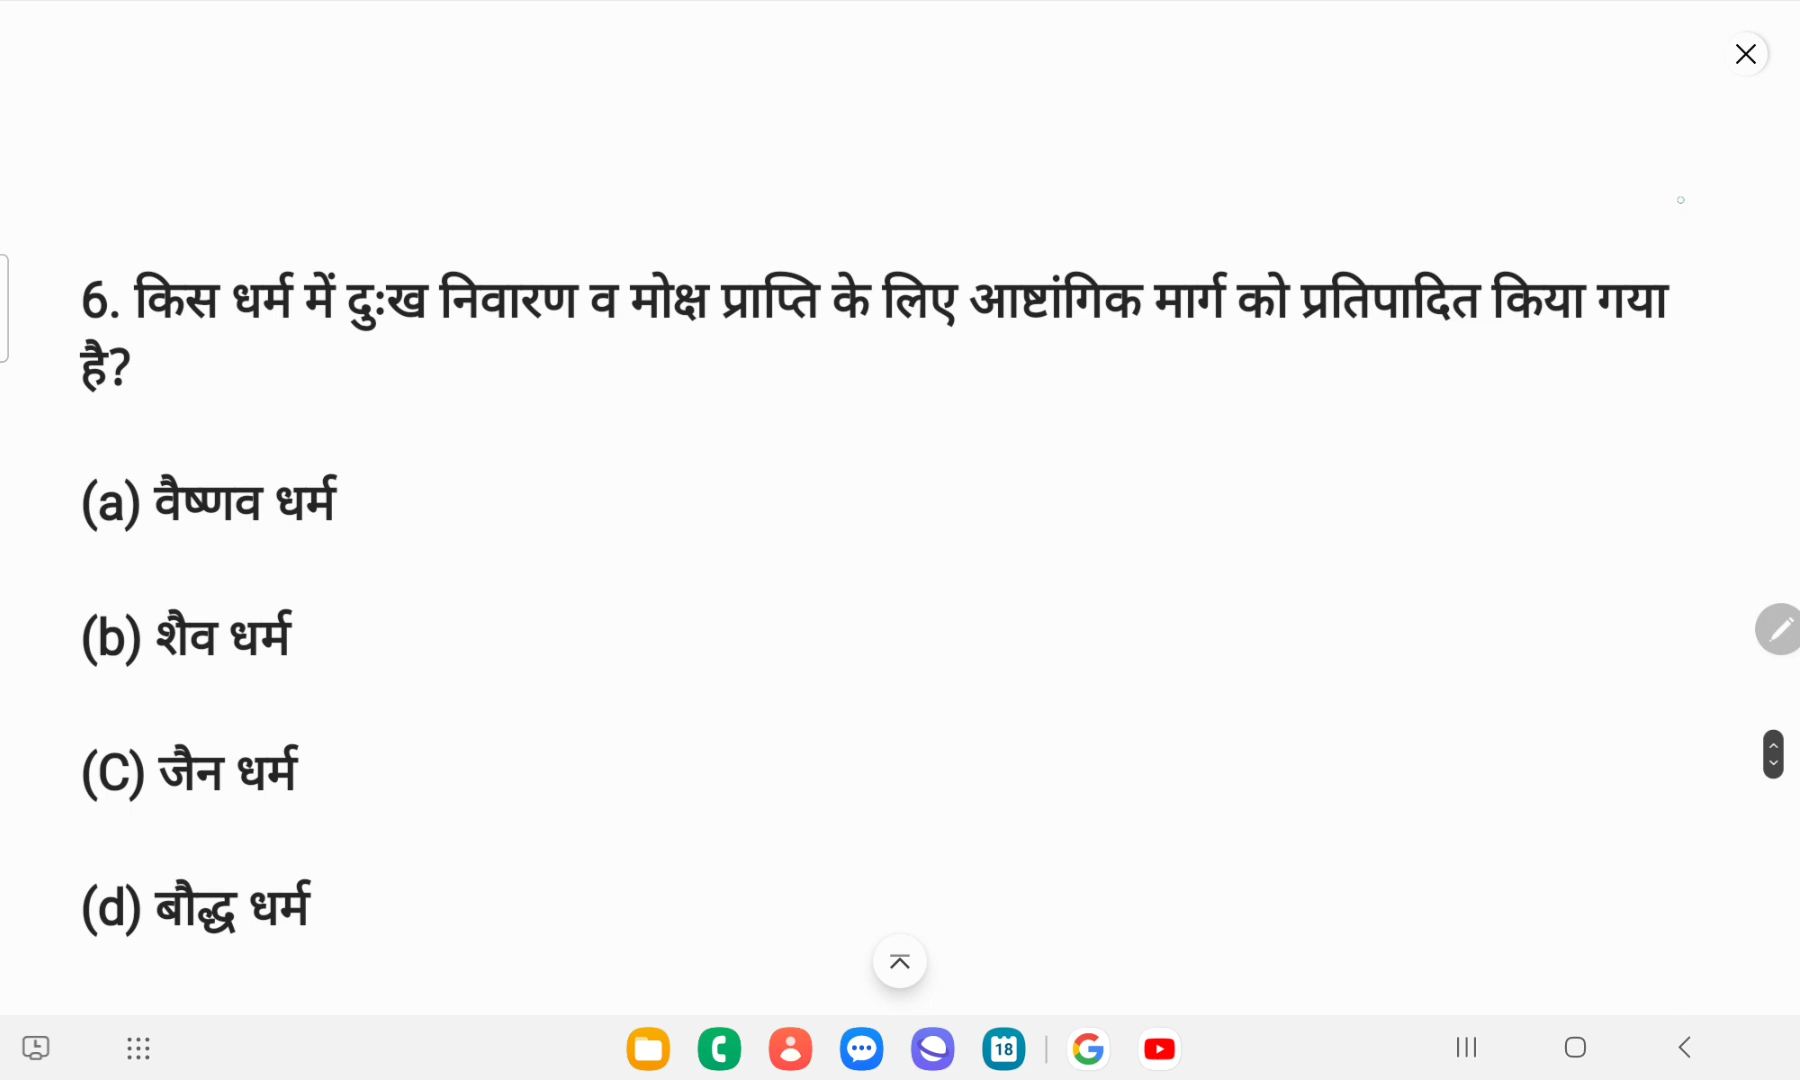 6. किस धर्म में दुःख निवारण व मोक्ष प्राप्ति के लिए आष्टांगिक मार्ग को प्रतिपादित किया गया
है?
(a) वैष्णव धर्म
(b) शैव धर्म
(C) जैन धर्म
(d) बौद्ध धर्म
18